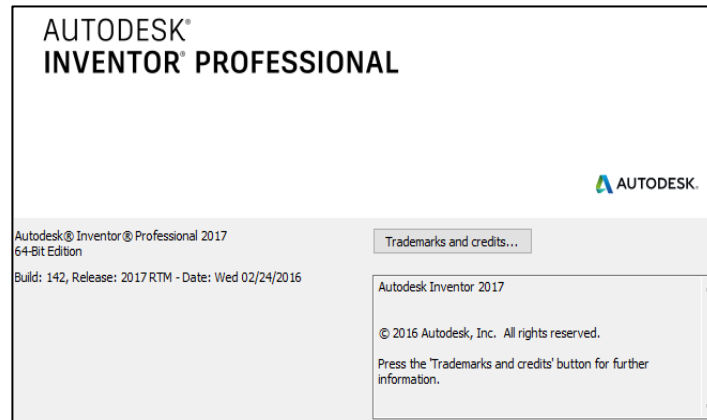 AUTODESK®
INVENTOR® PROFESSIONAL
AUTODESK.
Autodesk® Inventor® Professional 2017
64-Bit Edition
Build: 142, Release: 2017 RTM - Date: Wed 02/24/2016
Trademarks and credits...
Autodesk Inventor 2017
© 2016 Autodesk, Inc.  All rights reserved.
Press the 'Trademarks and credits' button for further
information.